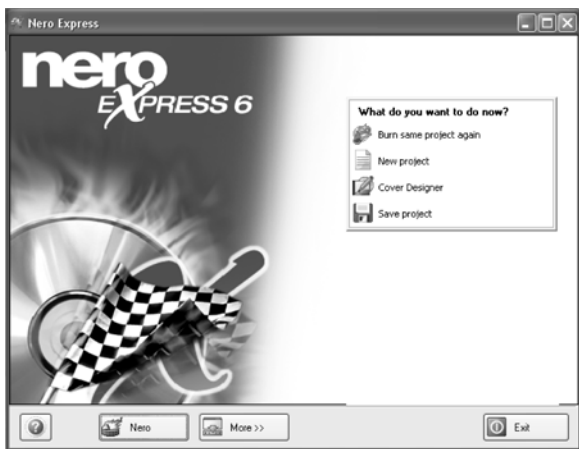 Nero Express
nero
EXPRESS 6
What do you want to do now?
Burn same project again
New project
Cover Designer
Save project
?
Nero
More >>
Exit